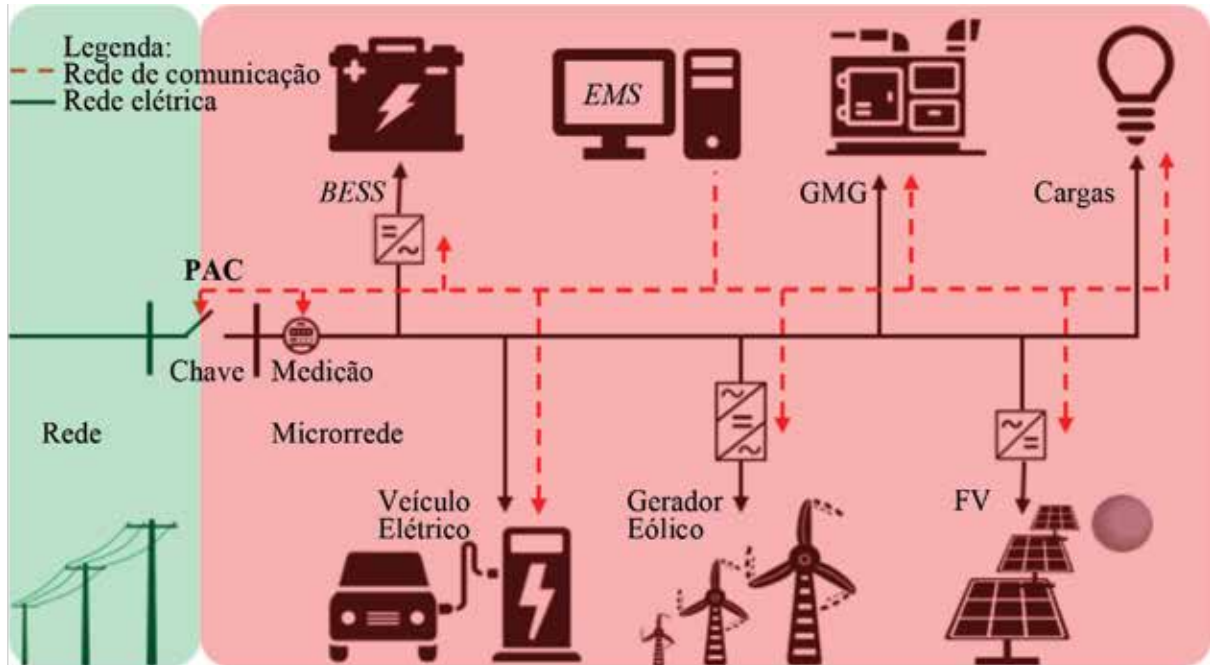 Legenda:
Rede de comunicação
Rede elétrica
EMS
BESS
GMG
Cargas
PAC
Chave
Medição
Rede
Microrrede
Veículo
Elétrico
Gerador
Eólico
FV